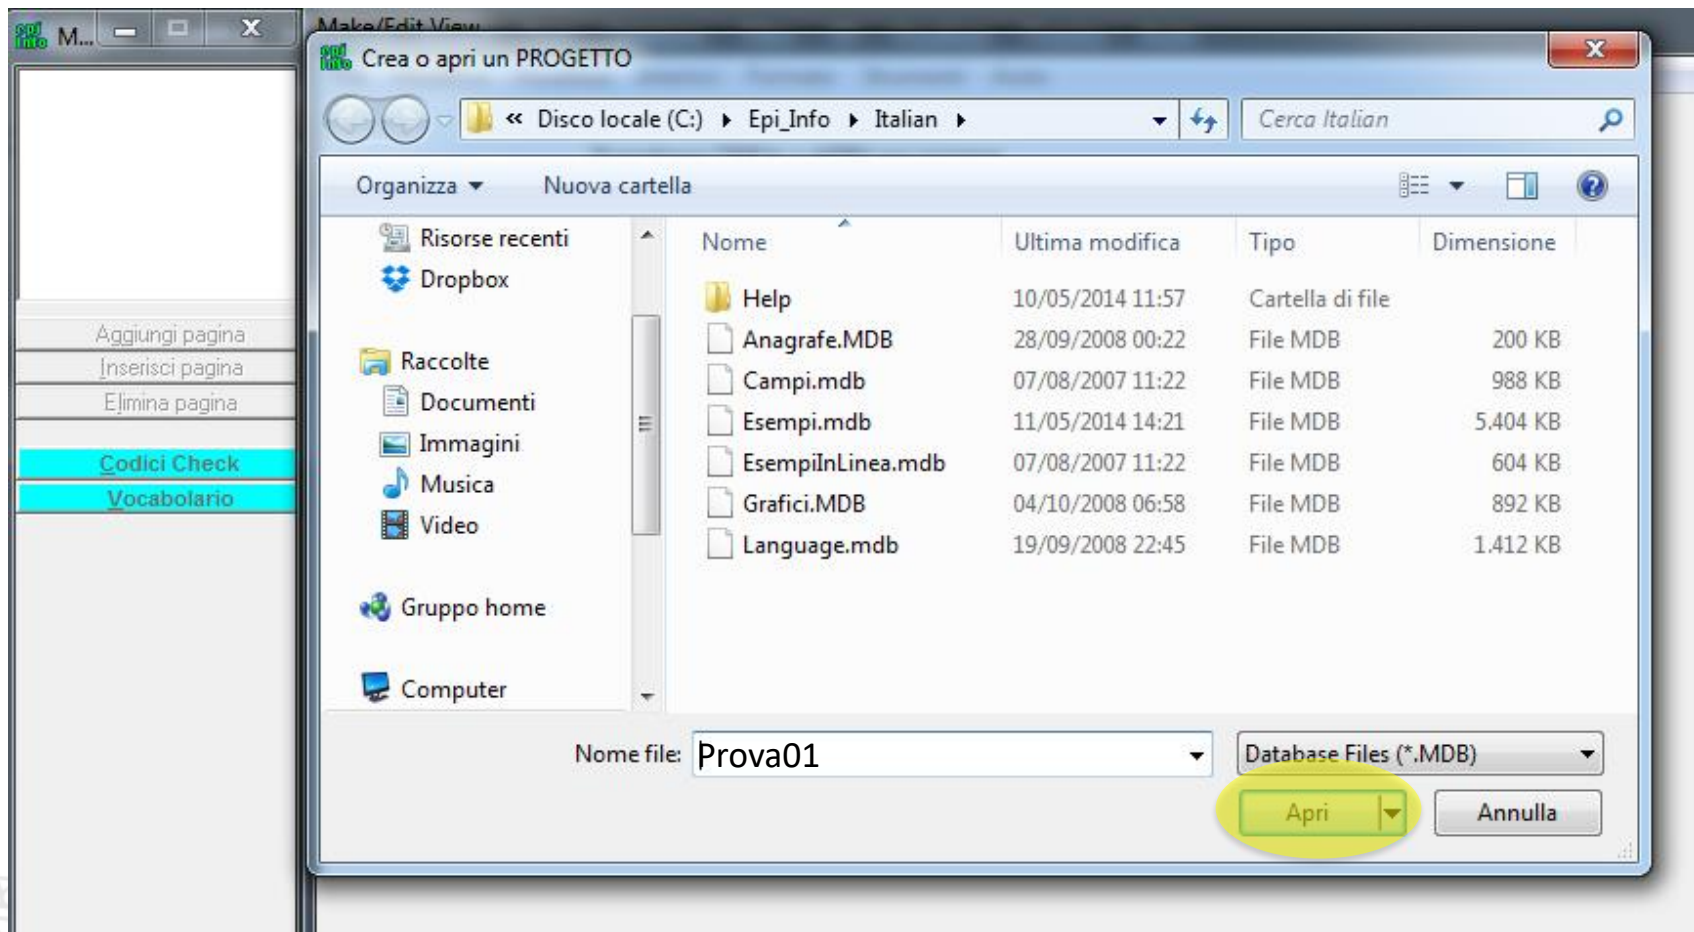 Epi Info M...
Make/Edit View
Epi Info Crea o apri un PROGETTO
« Disco locale (C:) Epi_Info Italian
Cerca Italian
Organizza Nuova cartella
Risorse recenti
Dropbox
Raccolte
Documenti
Immagini
Musica
Video
Gruppo home
Computer
Nome Ultima modifica Tipo Dimensione
Help 10/05/2014 11:57 Cartella di file
Anagrafe.MDB 28/09/2008 00:22 File MDB 200 KB
Campi.mdb 07/08/2007 11:22 File MDB 988 KB
Esempi.mdb 11/05/2014 14:21 File MDB 5.404 KB
EsempiInLinea.mdb 07/08/2007 11:22 File MDB 604 KB
Grafici.MDB 04/10/2008 06:58 File MDB 892 KB
Language.mdb 19/09/2008 22:45 File MDB 1.412 KB
Nome file: Prova01 Database Files (*.MDB)
Apri Annulla
Aggiungi pagina
Inserisci pagina
Elimina pagina
Codici Check
Vocabolario